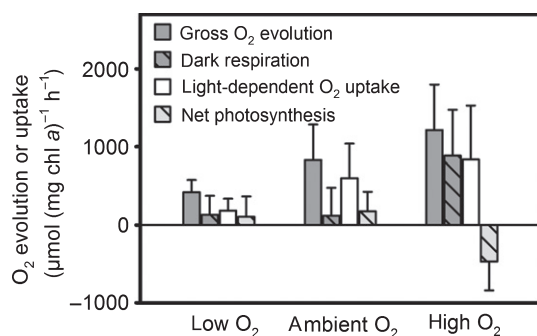 Gross O₂ evolution
Dark respiration
Light-dependent O₂ uptake
Net photosynthesis
O₂ evolution or uptake
(μmol (mg chl a)⁻¹ h⁻¹)
2000
1000
0
−1000
Low O₂
Ambient O₂
High O₂